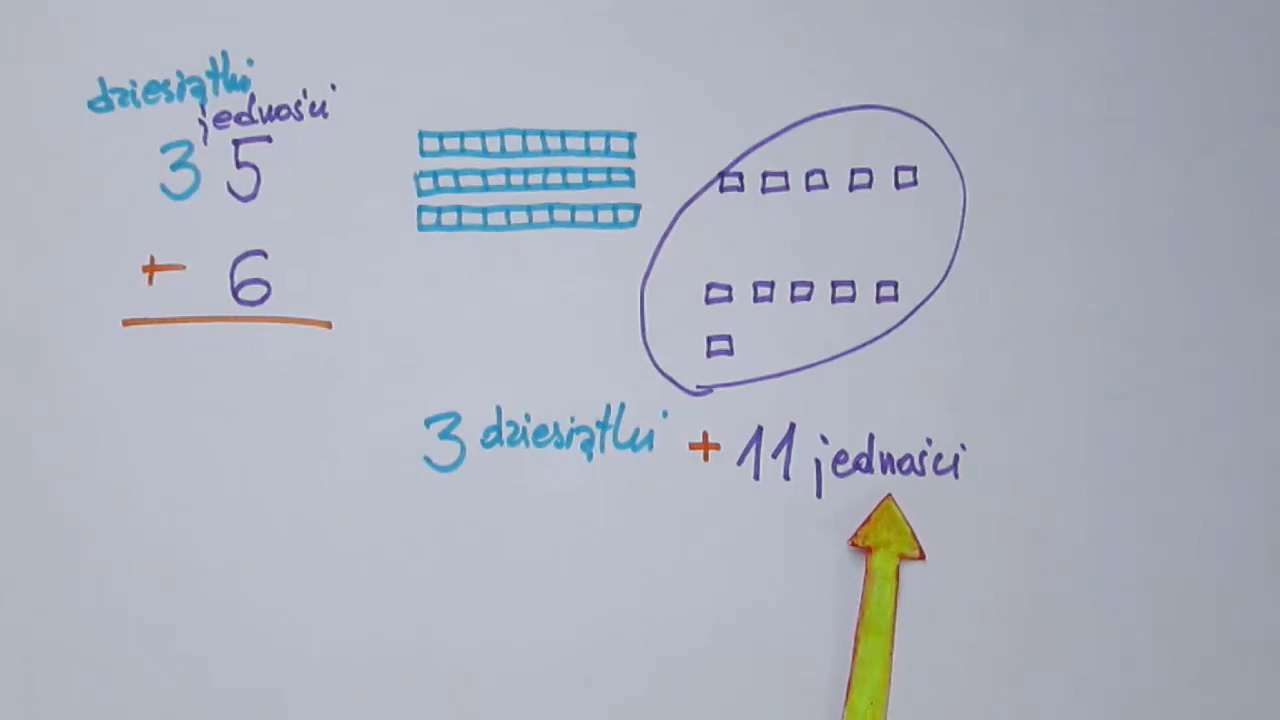 dziesiątki
jedności
35
+ 6
3 dziesiątki + 11 jedności